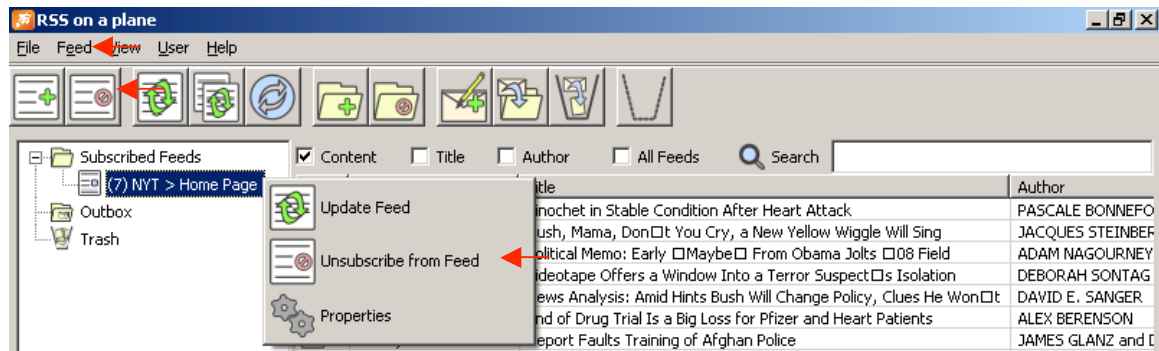 RSS on a plane
File Feed View User Help
Subscribed Feeds
(7) NYT > Home Page
Outbox
Trash
Content Title Author All Feeds Search
Update Feed
Unsubscribe from Feed
Properties
itle Author
inochet in Stable Condition After Heart Attack PASCALE BONNEFO
ush, Mama, Don□t You Cry, a New Yellow Wiggle Will Sing JACQUES STEINBER
olitical Memo: Early □Maybe□ From Obama Jolts □08 Field ADAM NAGOURNEY
ideotape Offers a Window Into a Terror Suspect□s Isolation DEBORAH SONTAG
ews Analysis: Amid Hints Bush Will Change Policy, Clues He Won□t DAVID E. SANGER
nd of Drug Trial Is a Big Loss for Pfizer and Heart Patients ALEX BERENSON
eport Faults Training of Afghan Police JAMES GLANZ and